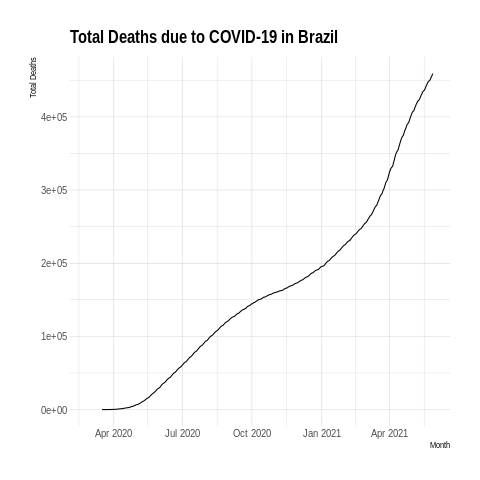 Total Deaths due to COVID-19 in Brazil
Total Deaths
4e+05
3e+05
2e+05
1e+05
0e+00
Apr 2020 Jul 2020 Oct 2020 Jan 2021 Apr 2021
Month